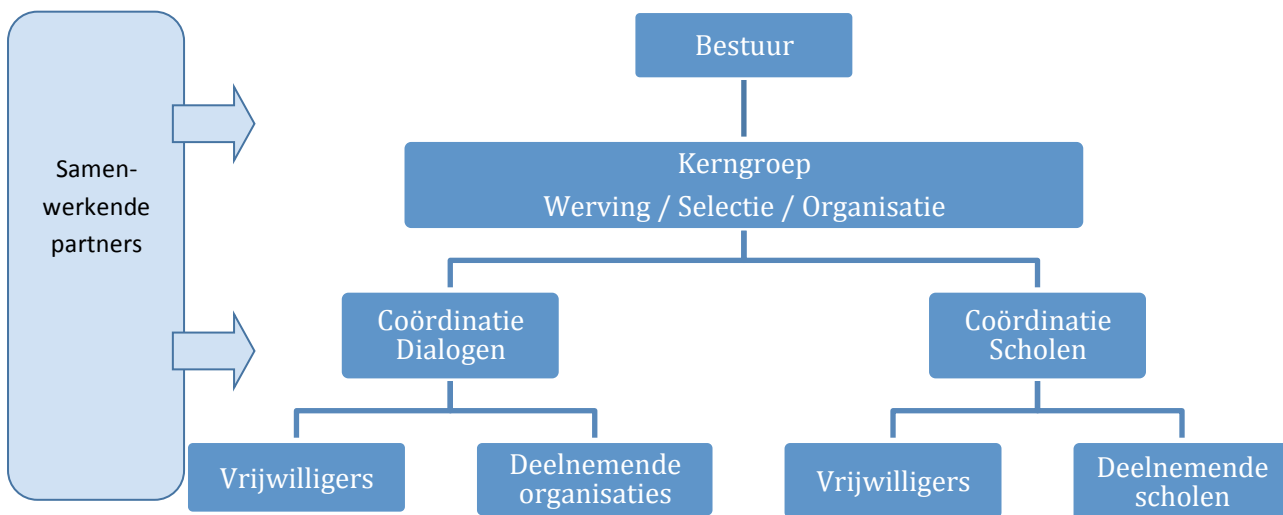 Samen-
werkende
partners
Bestuur
Kerngroep
Werving / Selectie / Organisatie
Coördinatie
Dialogen
Coördinatie
Scholen
Vrijwilligers
Deelnemende
organisaties
Vrijwilligers
Deelnemende
scholen